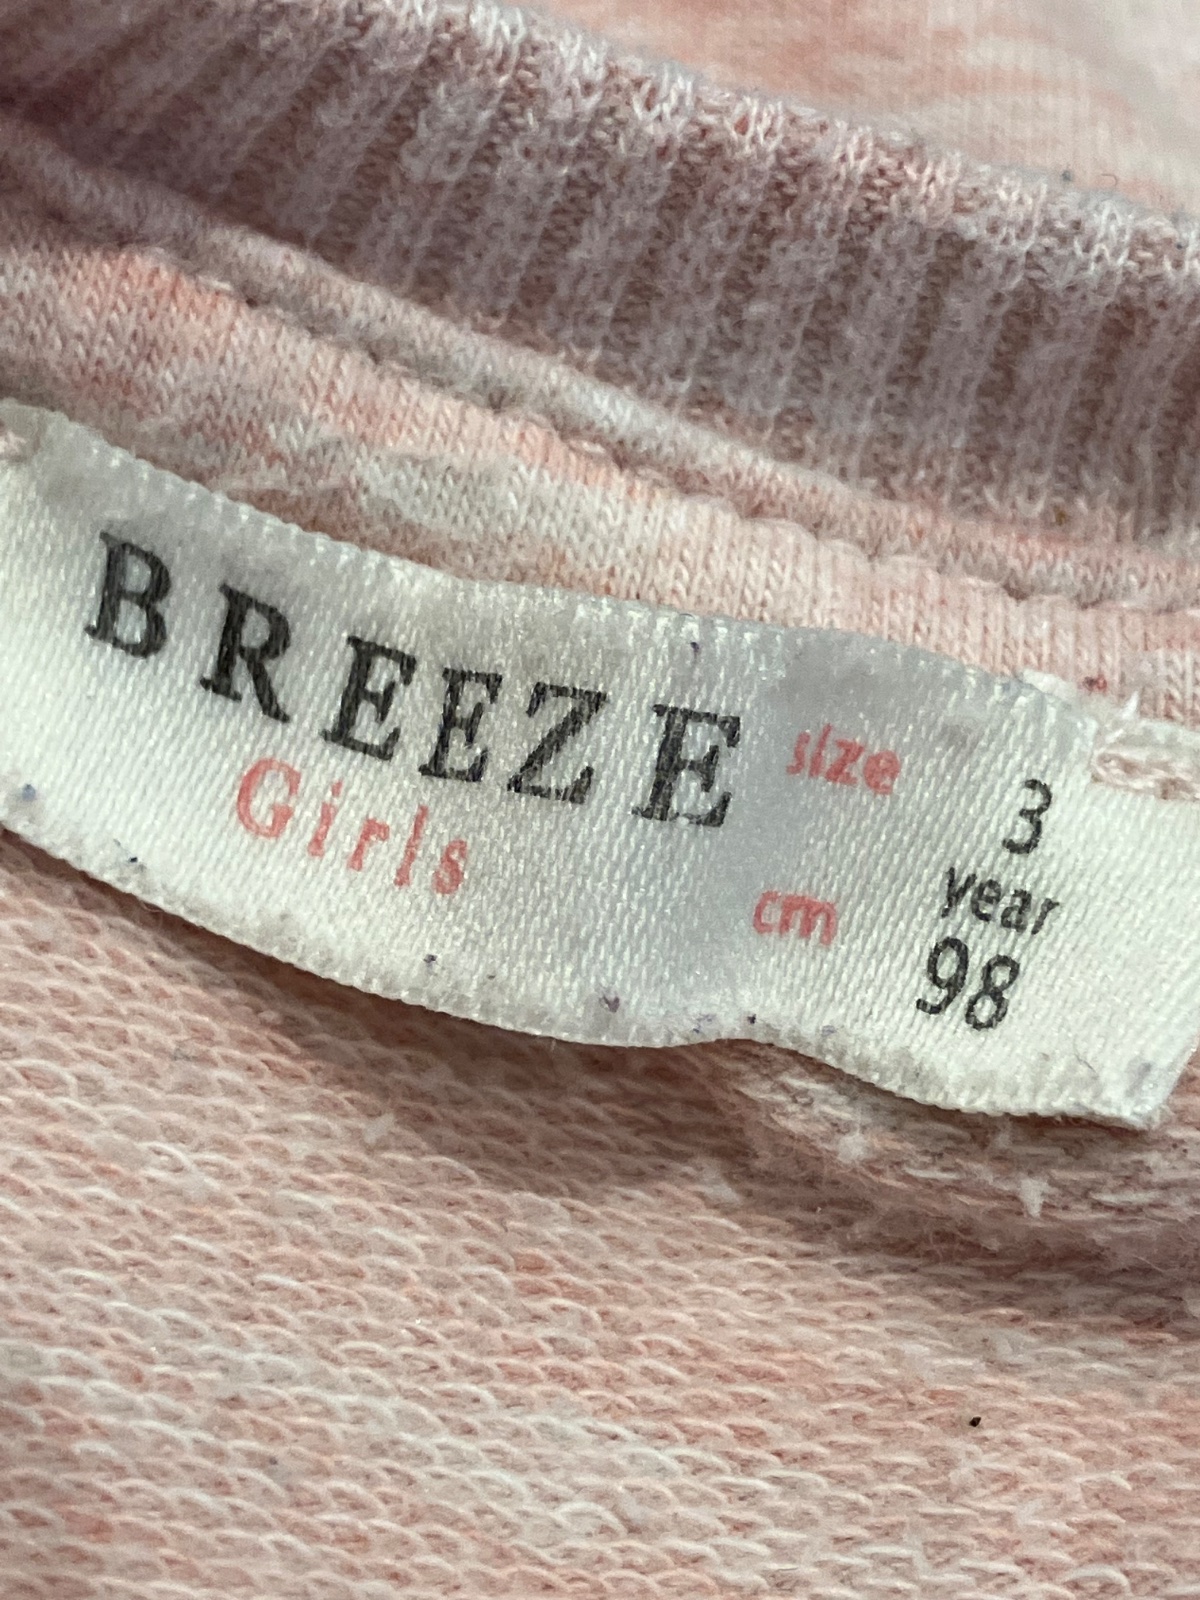 BREEZE
Girls
size 3
year
cm 98